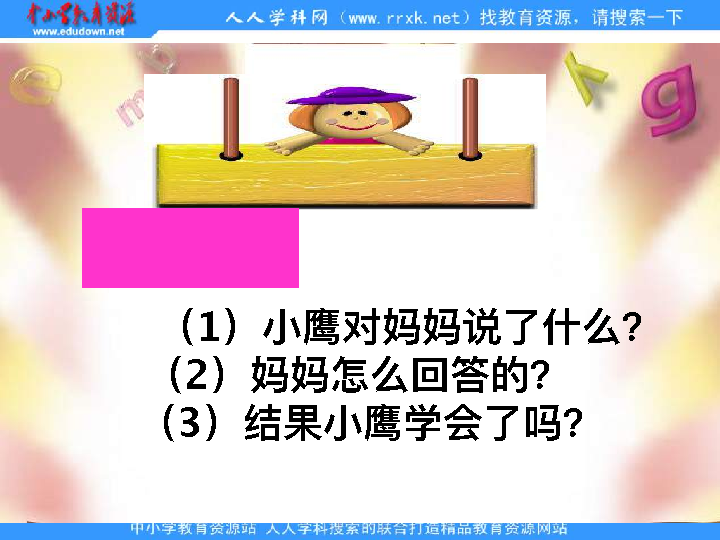 中小学教育资源
www.edudown.net
人人学科网（www.rrxk.net）找教育资源，请搜索一下
e
m
b
y
g
（1）小鹰对妈妈说了什么？
（2）妈妈怎么回答的？
（3）结果小鹰学会了吗？
中小学教育资源站 人人学科搜索的联合打造精品教育资源网站